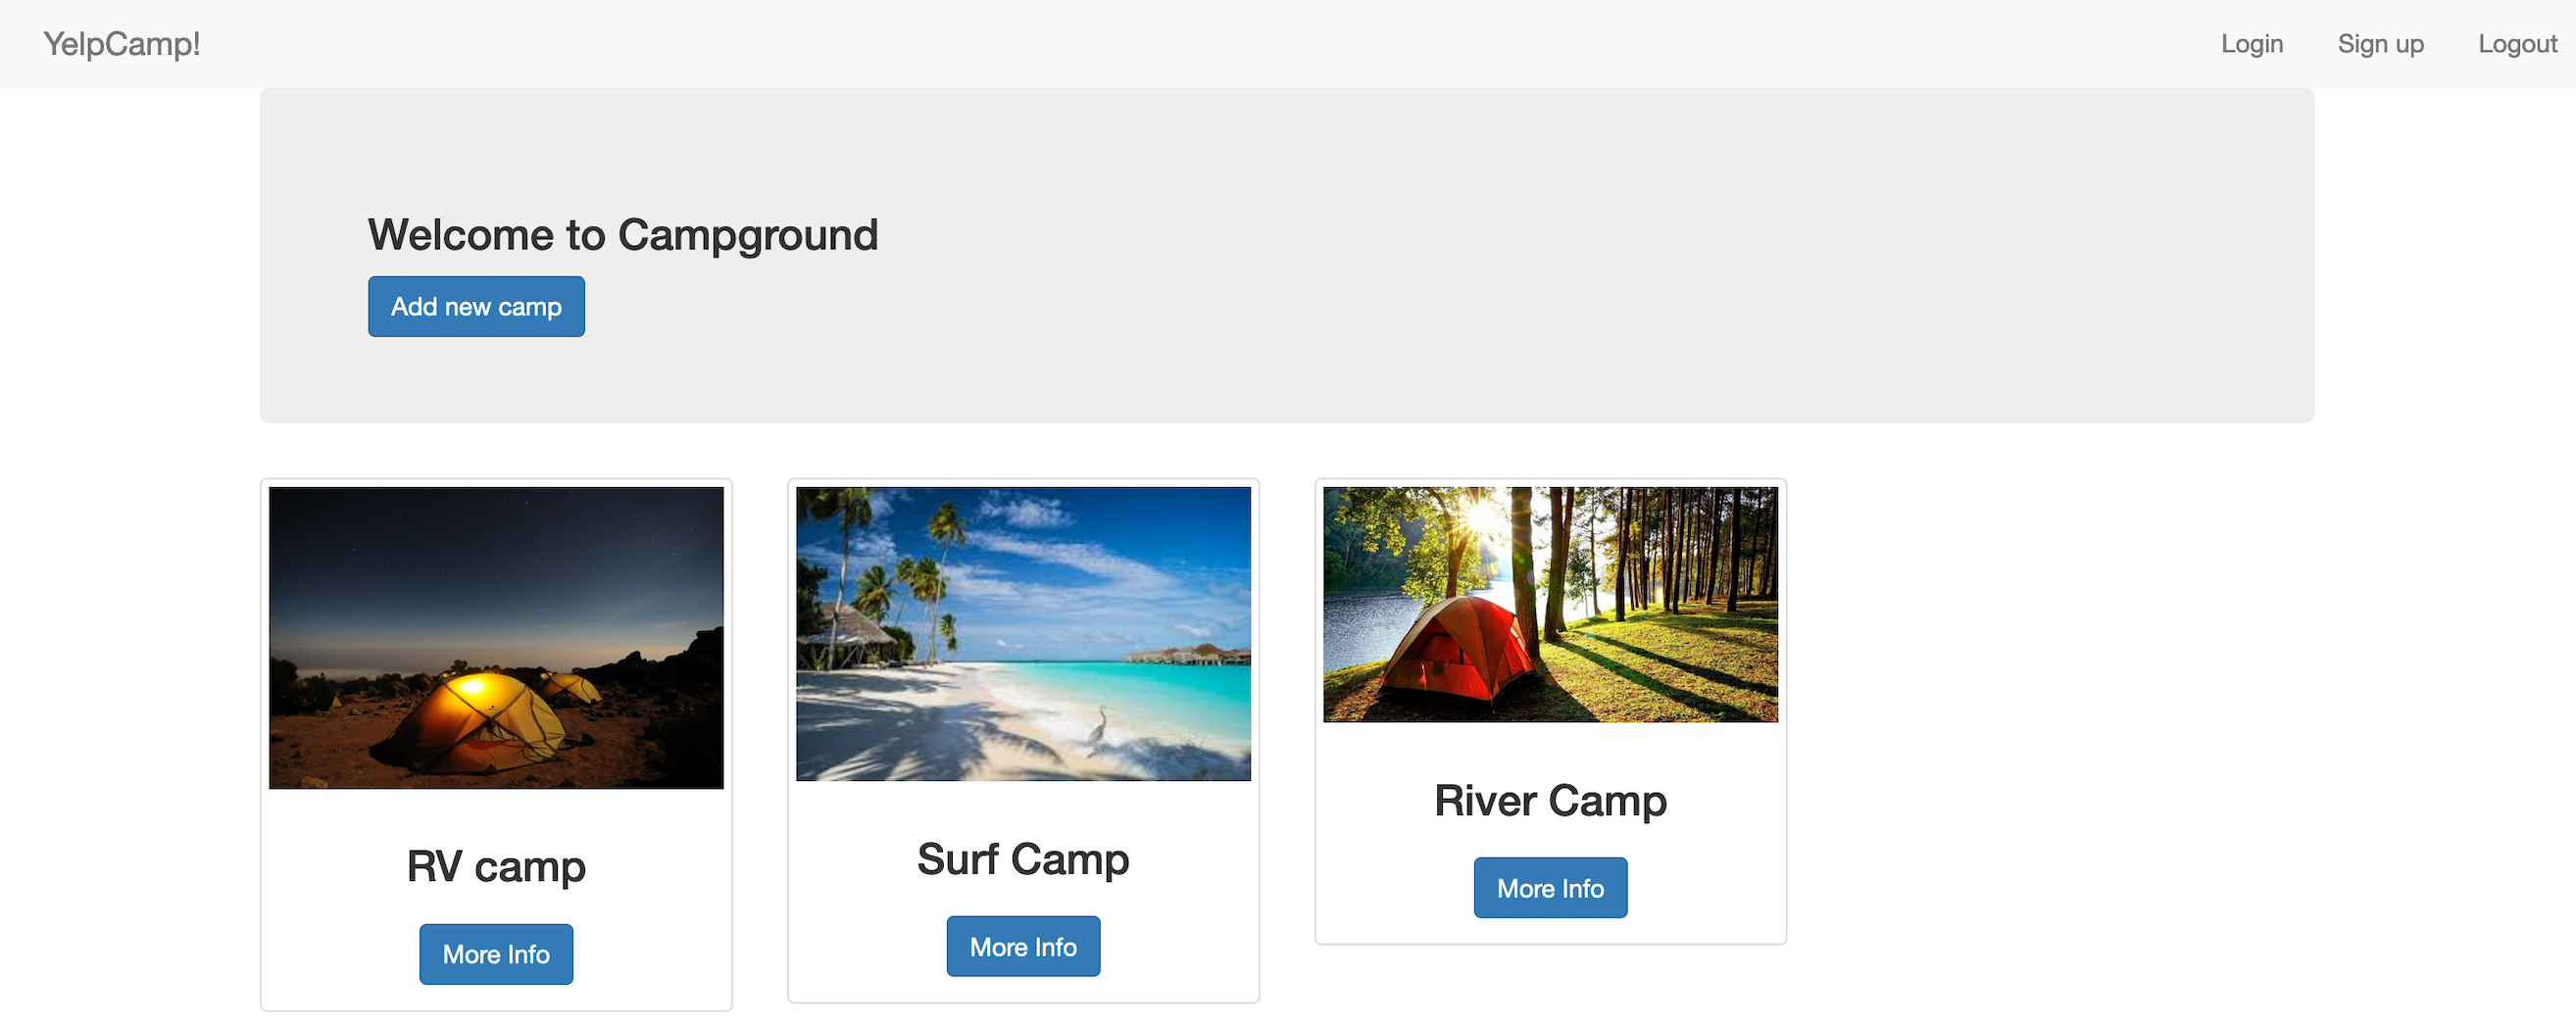 YelpCamp!
Login Sign up Logout
Welcome to Campground
Add new camp
RV camp
More Info
Surf Camp
More Info
River Camp
More Info